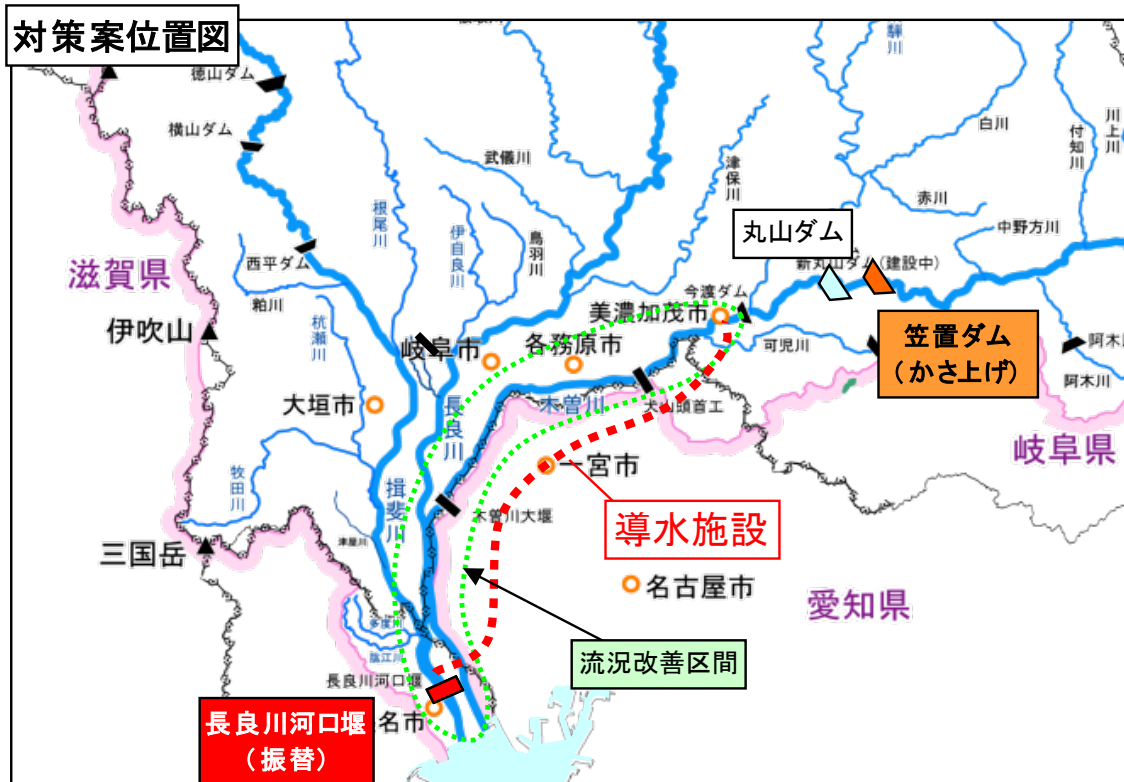 対策案位置図
徳山ダム
横山ダム
武儀川
白川
付知川
川上川
津保川
赤川
根尾川
伊自良川
鳥羽川
中野方川
丸山ダム
西平ダム
新丸山ダム(建設中)
滋賀県
粕川
今渡ダム
杭瀬川
美濃加茂市
伊吹山
岐阜市
各務原市
可児川
笠置ダム
(かさ上げ)
阿木川
大垣市
長良川
木曽川
犬山頭首工
岐阜県
牧田川
揖斐川
一宮市
木曽川大堰
導水施設
津屋川
三国岳
名古屋市
愛知県
多度川
流況改善区間
長良川河口堰
長良川河口堰
(振替)
名市